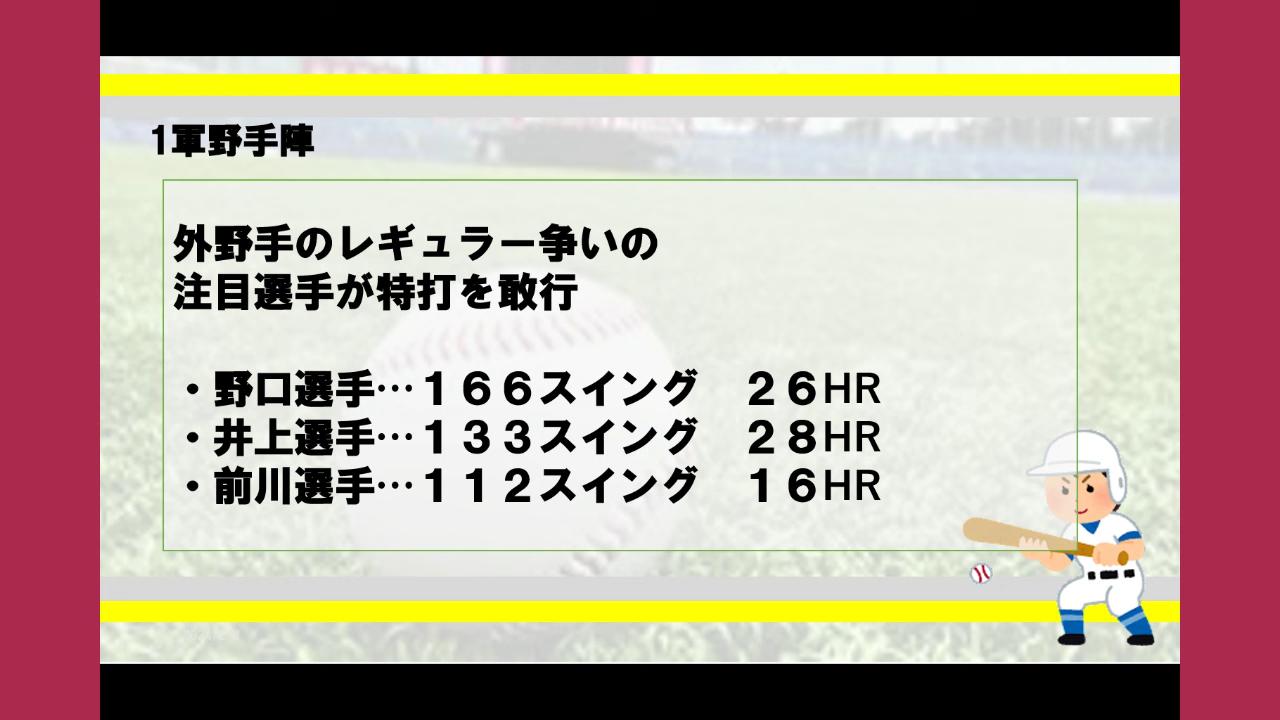 1軍野手陣
外野手のレギュラー争いの
注目選手が特打を敢行
・野口選手…１６６スイング　２６HR
・井上選手…１３３スイング　２８HR
・前川選手…１１２スイング　１６HR